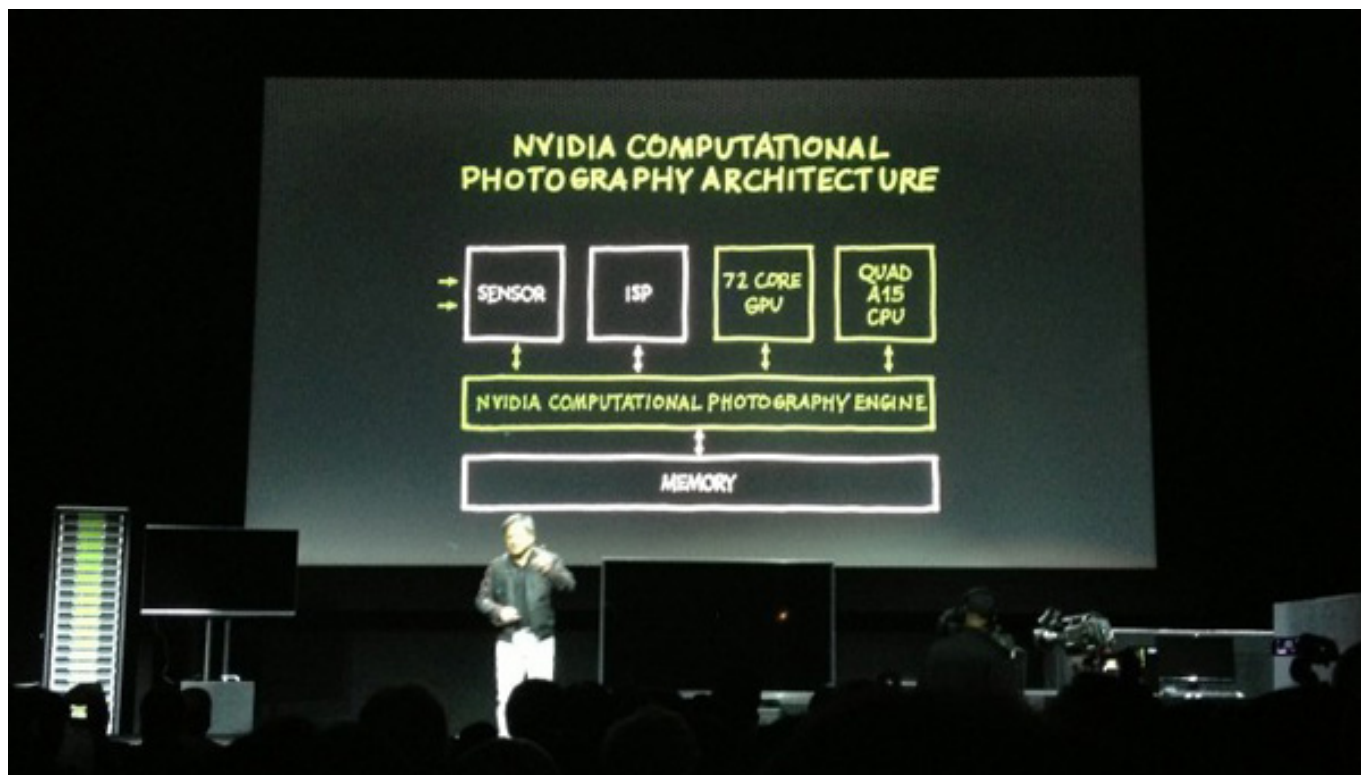 NVIDIA COMPUTATIONAL
PHOTOGRAPHY ARCHITECTURE
SENSOR
ISP
72 CORE
GPU
QUAD
A15
CPU
NVIDIA COMPUTATIONAL PHOTOGRAPHY ENGINE
MEMORY